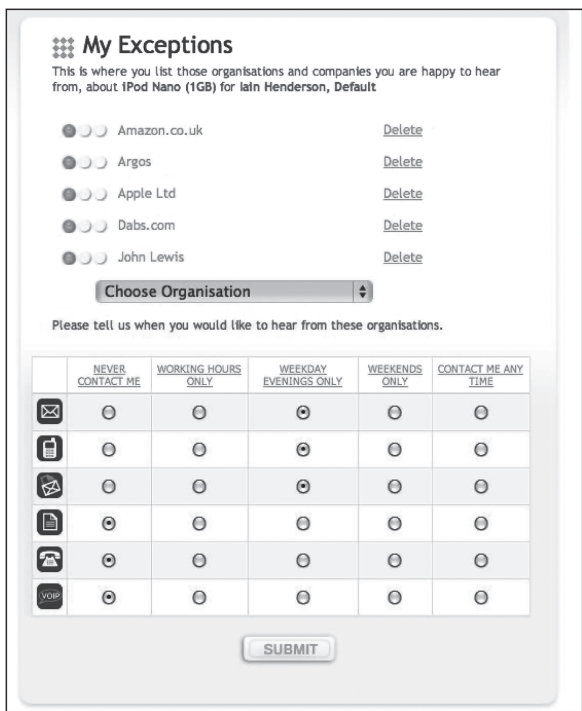 My Exceptions
This is where you list those organisations and companies you are happy to hear
from, about iPod Nano (1GB) for Iain Henderson, Default
Amazon.co.uk Delete
Argos Delete
Apple Ltd Delete
Dabs.com Delete
John Lewis Delete
Choose Organisation
Please tell us when you would like to hear from these organisations.
NEVER CONTACT ME WORKING HOURS ONLY WEEKDAY EVENINGS ONLY WEEKENDS ONLY CONTACT ME ANY TIME
VOIP
SUBMIT